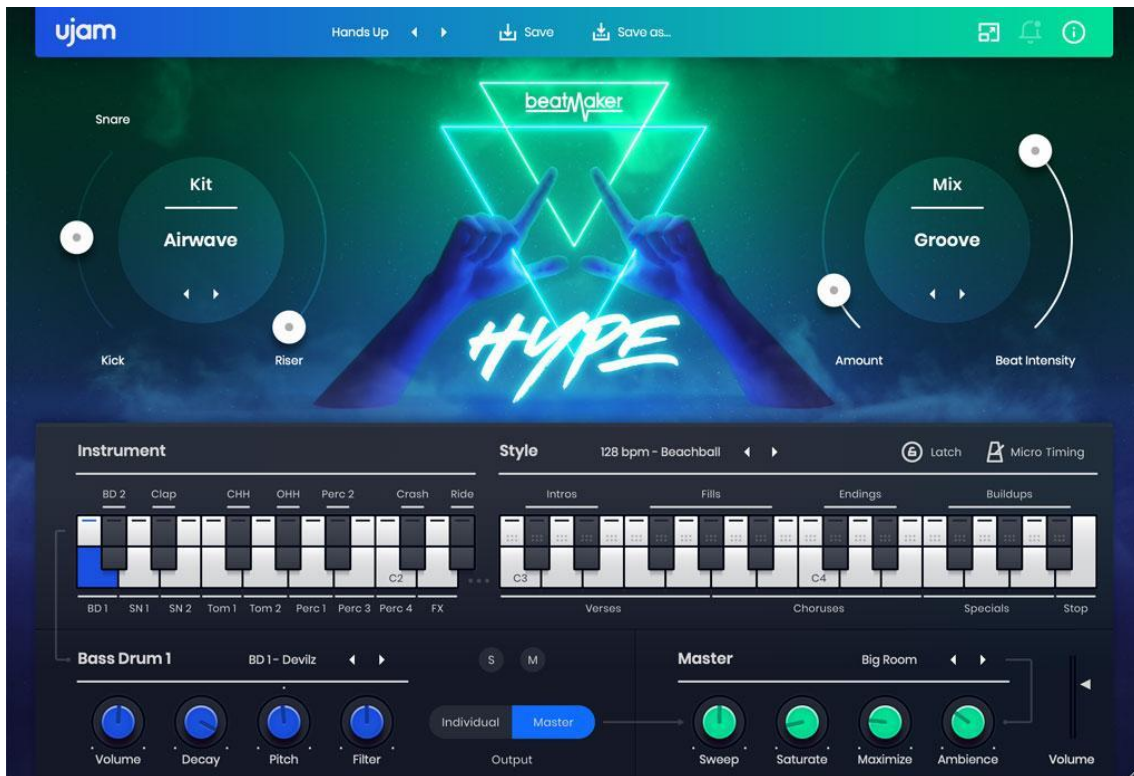 ujam
Hands Up
Save
Save as...
beatMaker
Snare
Kit
Airwave
Kick
Riser
HYPE
Mix
Groove
Amount
Beat Intensity
Instrument
Style
128 bpm - Beachball
Latch
Micro Timing
BD 2
Clap
CHH
OHH
Perc 2
Crash
Ride
Intros
Fills
Endings
Buildups
C2
C3
C4
BD 1
SN 1
SN 2
Tom 1
Tom 2
Perc 1
Perc 3
Perc 4
FX
Verses
Choruses
Specials
Stop
Bass Drum 1
BD 1 - Devilz
S
M
Master
Big Room
Individual
Master
Volume
Decay
Pitch
Filter
Output
Sweep
Saturate
Maximize
Ambience
Volume